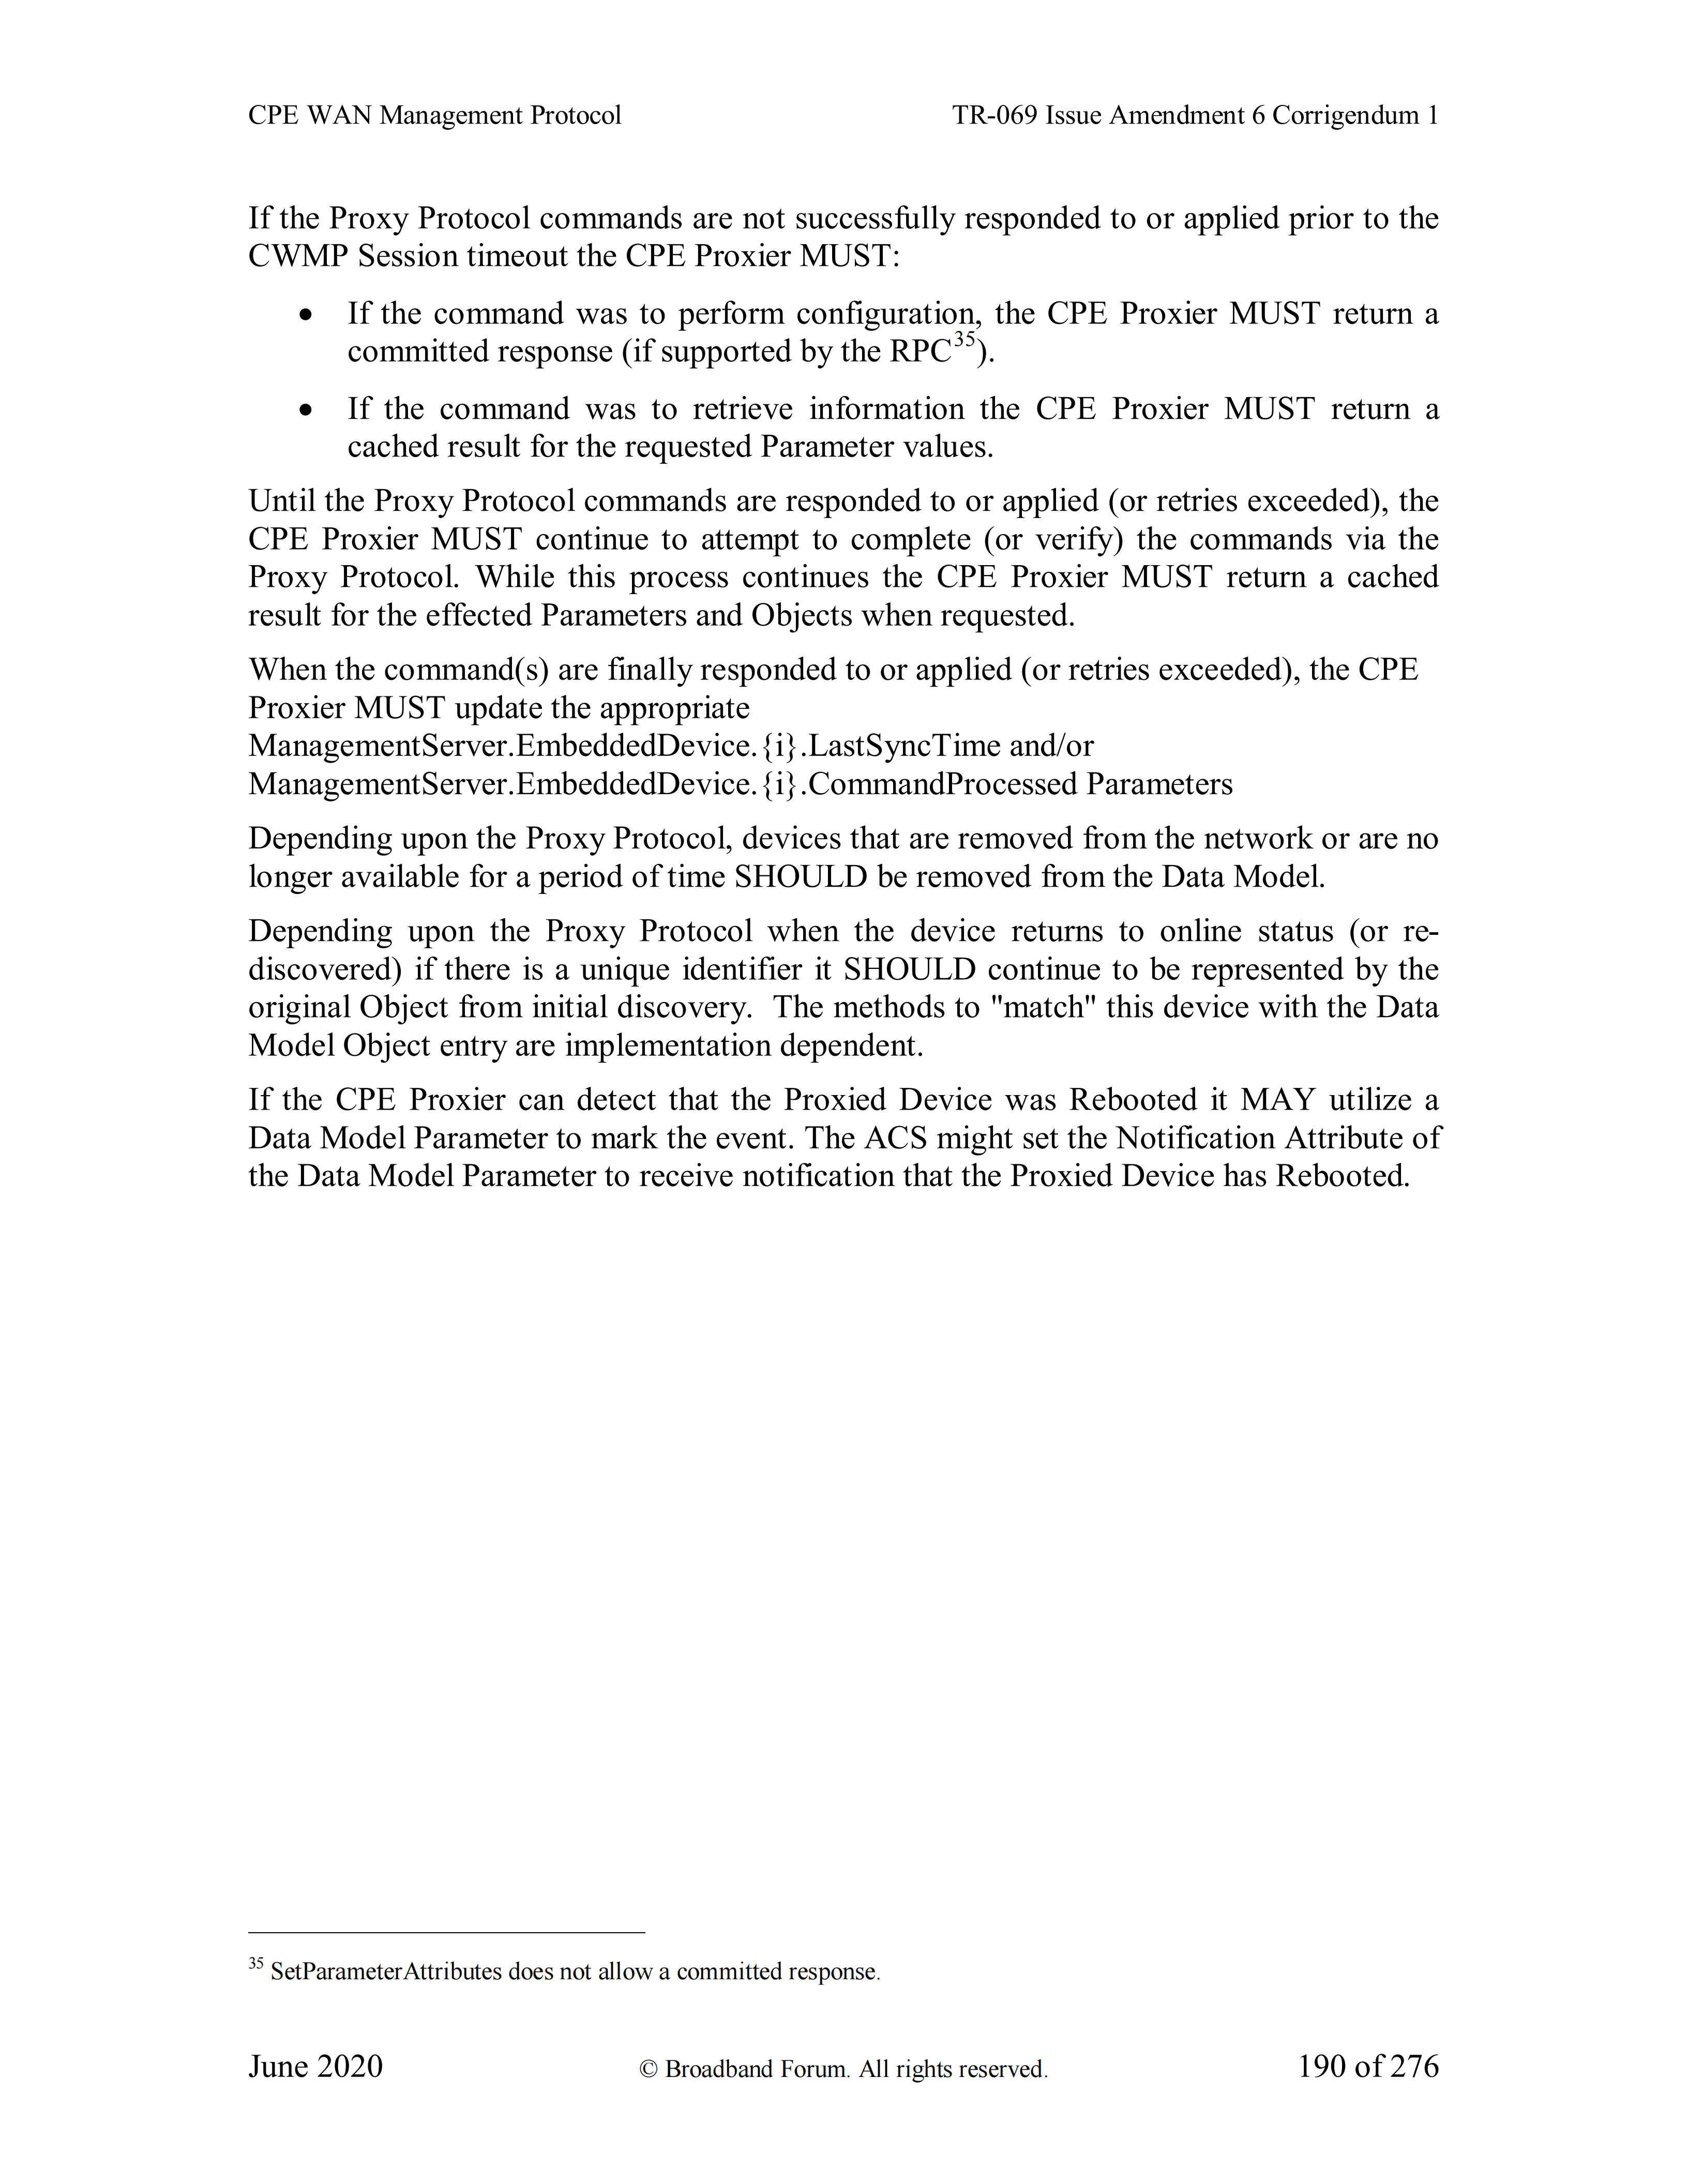 CPE WAN Management Protocol TR-069 Issue Amendment 6 Corrigendum 1
If the Proxy Protocol commands are not successfully responded to or applied prior to the
CWMP Session timeout the CPE Proxier MUST:
• If the command was to perform configuration, the CPE Proxier MUST return a
committed response (if supported by the RPC35).
• If the command was to retrieve information the CPE Proxier MUST return a
cached result for the requested Parameter values.
Until the Proxy Protocol commands are responded to or applied (or retries exceeded), the
CPE Proxier MUST continue to attempt to complete (or verify) the commands via the
Proxy Protocol. While this process continues the CPE Proxier MUST return a cached
result for the effected Parameters and Objects when requested.
When the command(s) are finally responded to or applied (or retries exceeded), the CPE
Proxier MUST update the appropriate
ManagementServer.EmbeddedDevice.{i}.LastSyncTime and/or
ManagementServer.EmbeddedDevice.{i}.CommandProcessed Parameters
Depending upon the Proxy Protocol, devices that are removed from the network or are no
longer available for a period of time SHOULD be removed from the Data Model.
Depending upon the Proxy Protocol when the device returns to online status (or re-
discovered) if there is a unique identifier it SHOULD continue to be represented by the
original Object from initial discovery.  The methods to "match" this device with the Data
Model Object entry are implementation dependent.
If the CPE Proxier can detect that the Proxied Device was Rebooted it MAY utilize a
Data Model Parameter to mark the event. The ACS might set the Notification Attribute of
the Data Model Parameter to receive notification that the Proxied Device has Rebooted.
35 SetParameterAttributes does not allow a committed response.
June 2020 © Broadband Forum. All rights reserved. 190 of 276